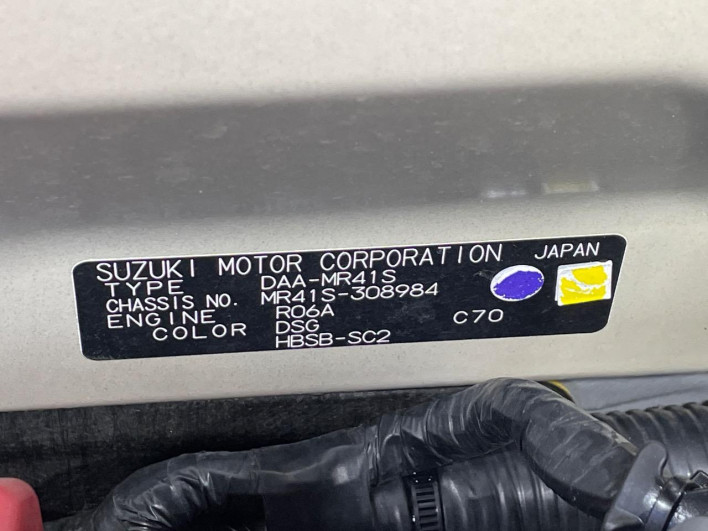 SUZUKI MOTOR CORPORATION JAPAN
TYPE DAA-MR41S
CHASSIS NO. MR41S-308984
ENGINE R06A C70
COLOR DSG
HBSB-SC2